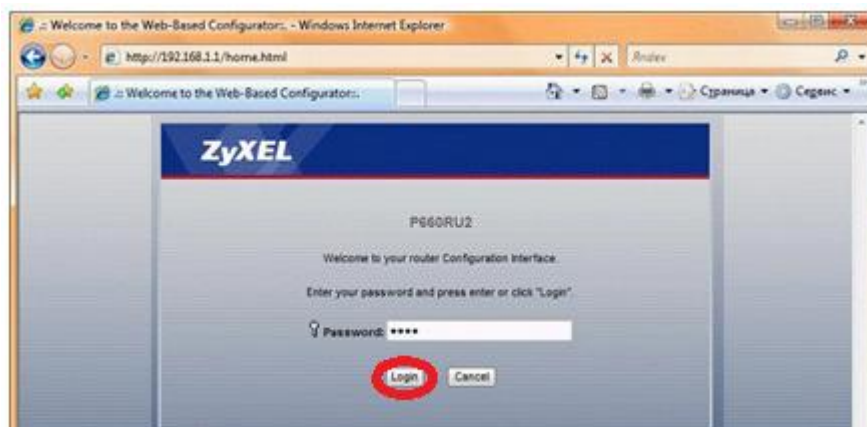 .:: Welcome to the Web-Based Configurator::. - Windows Internet Explorer
http://192.168.1.1/home.html
Яndex
.:: Welcome to the Web-Based Configurator::.
Страница
Сервис
ZyXEL
P660RU2
Welcome to your router Configuration Interface.
Enter your password and press enter or click "Login".
Password: ••••
Login Cancel